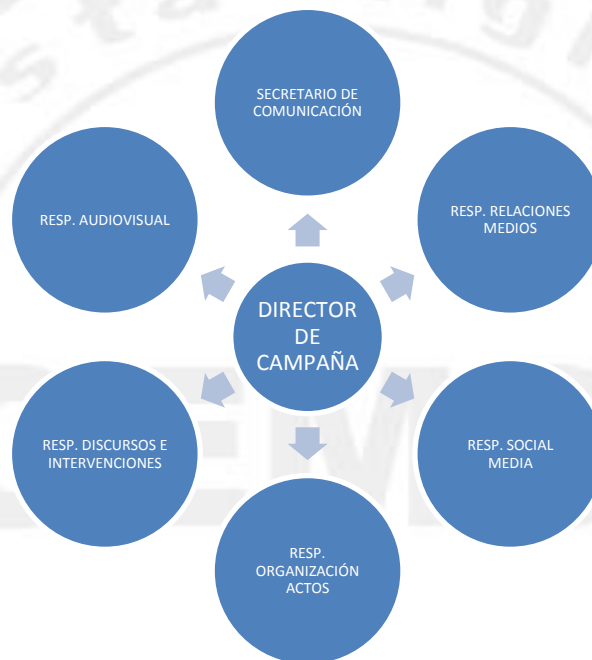 SECRETARIO DE
COMUNICACIÓN
RESP. RELACIONES
MEDIOS
RESP. SOCIAL
MEDIA
RESP.
ORGANIZACIÓN
ACTOS
RESP. DISCURSOS E
INTERVENCIONES
RESP. AUDIOVISUAL
DIRECTOR
DE
CAMPAÑA